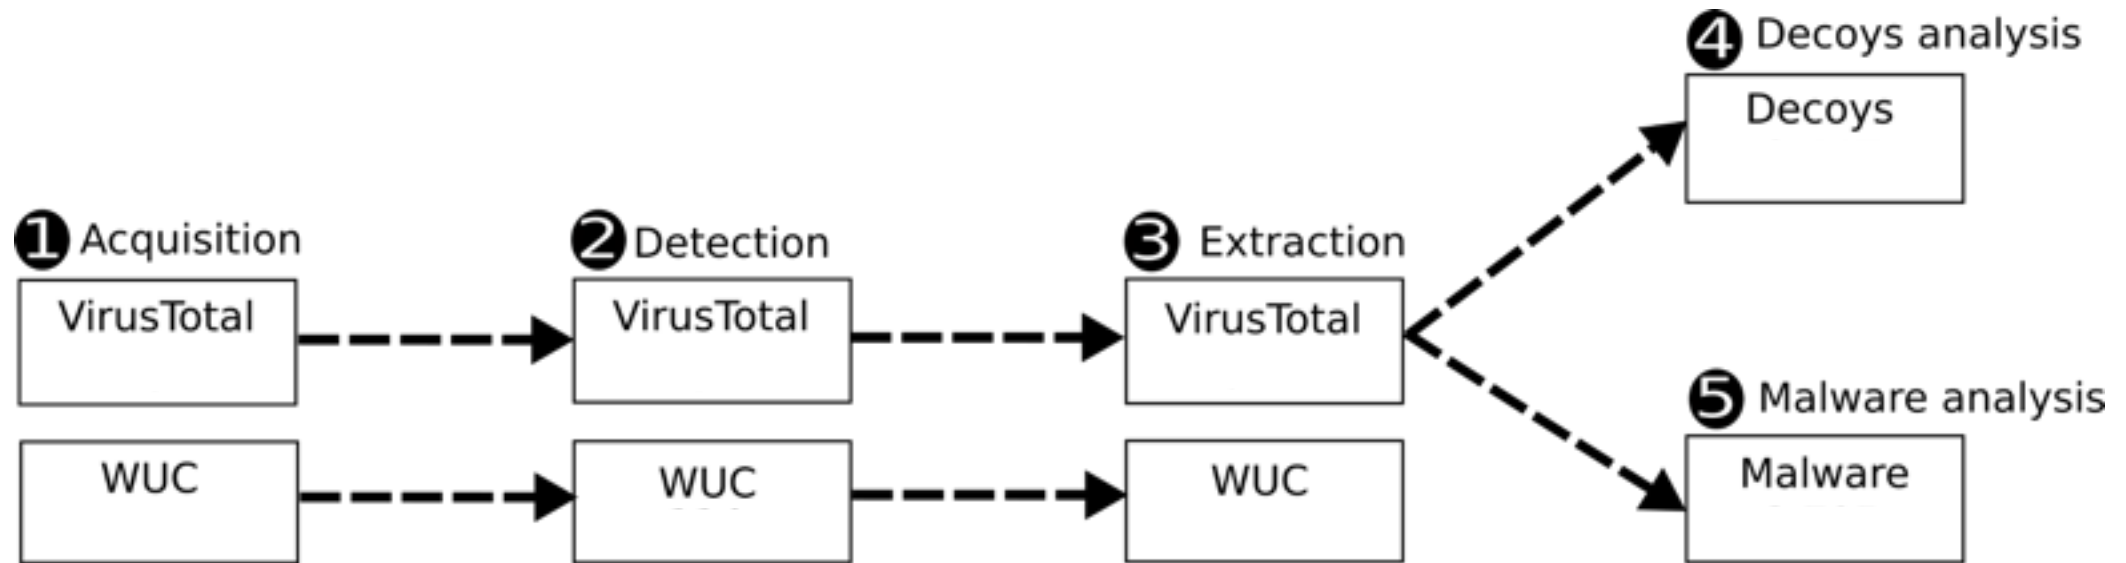 4 Decoys analysis
Decoys
1 Acquisition
2 Detection
3 Extraction
VirusTotal
VirusTotal
VirusTotal
5 Malware analysis
WUC
WUC
WUC
Malware